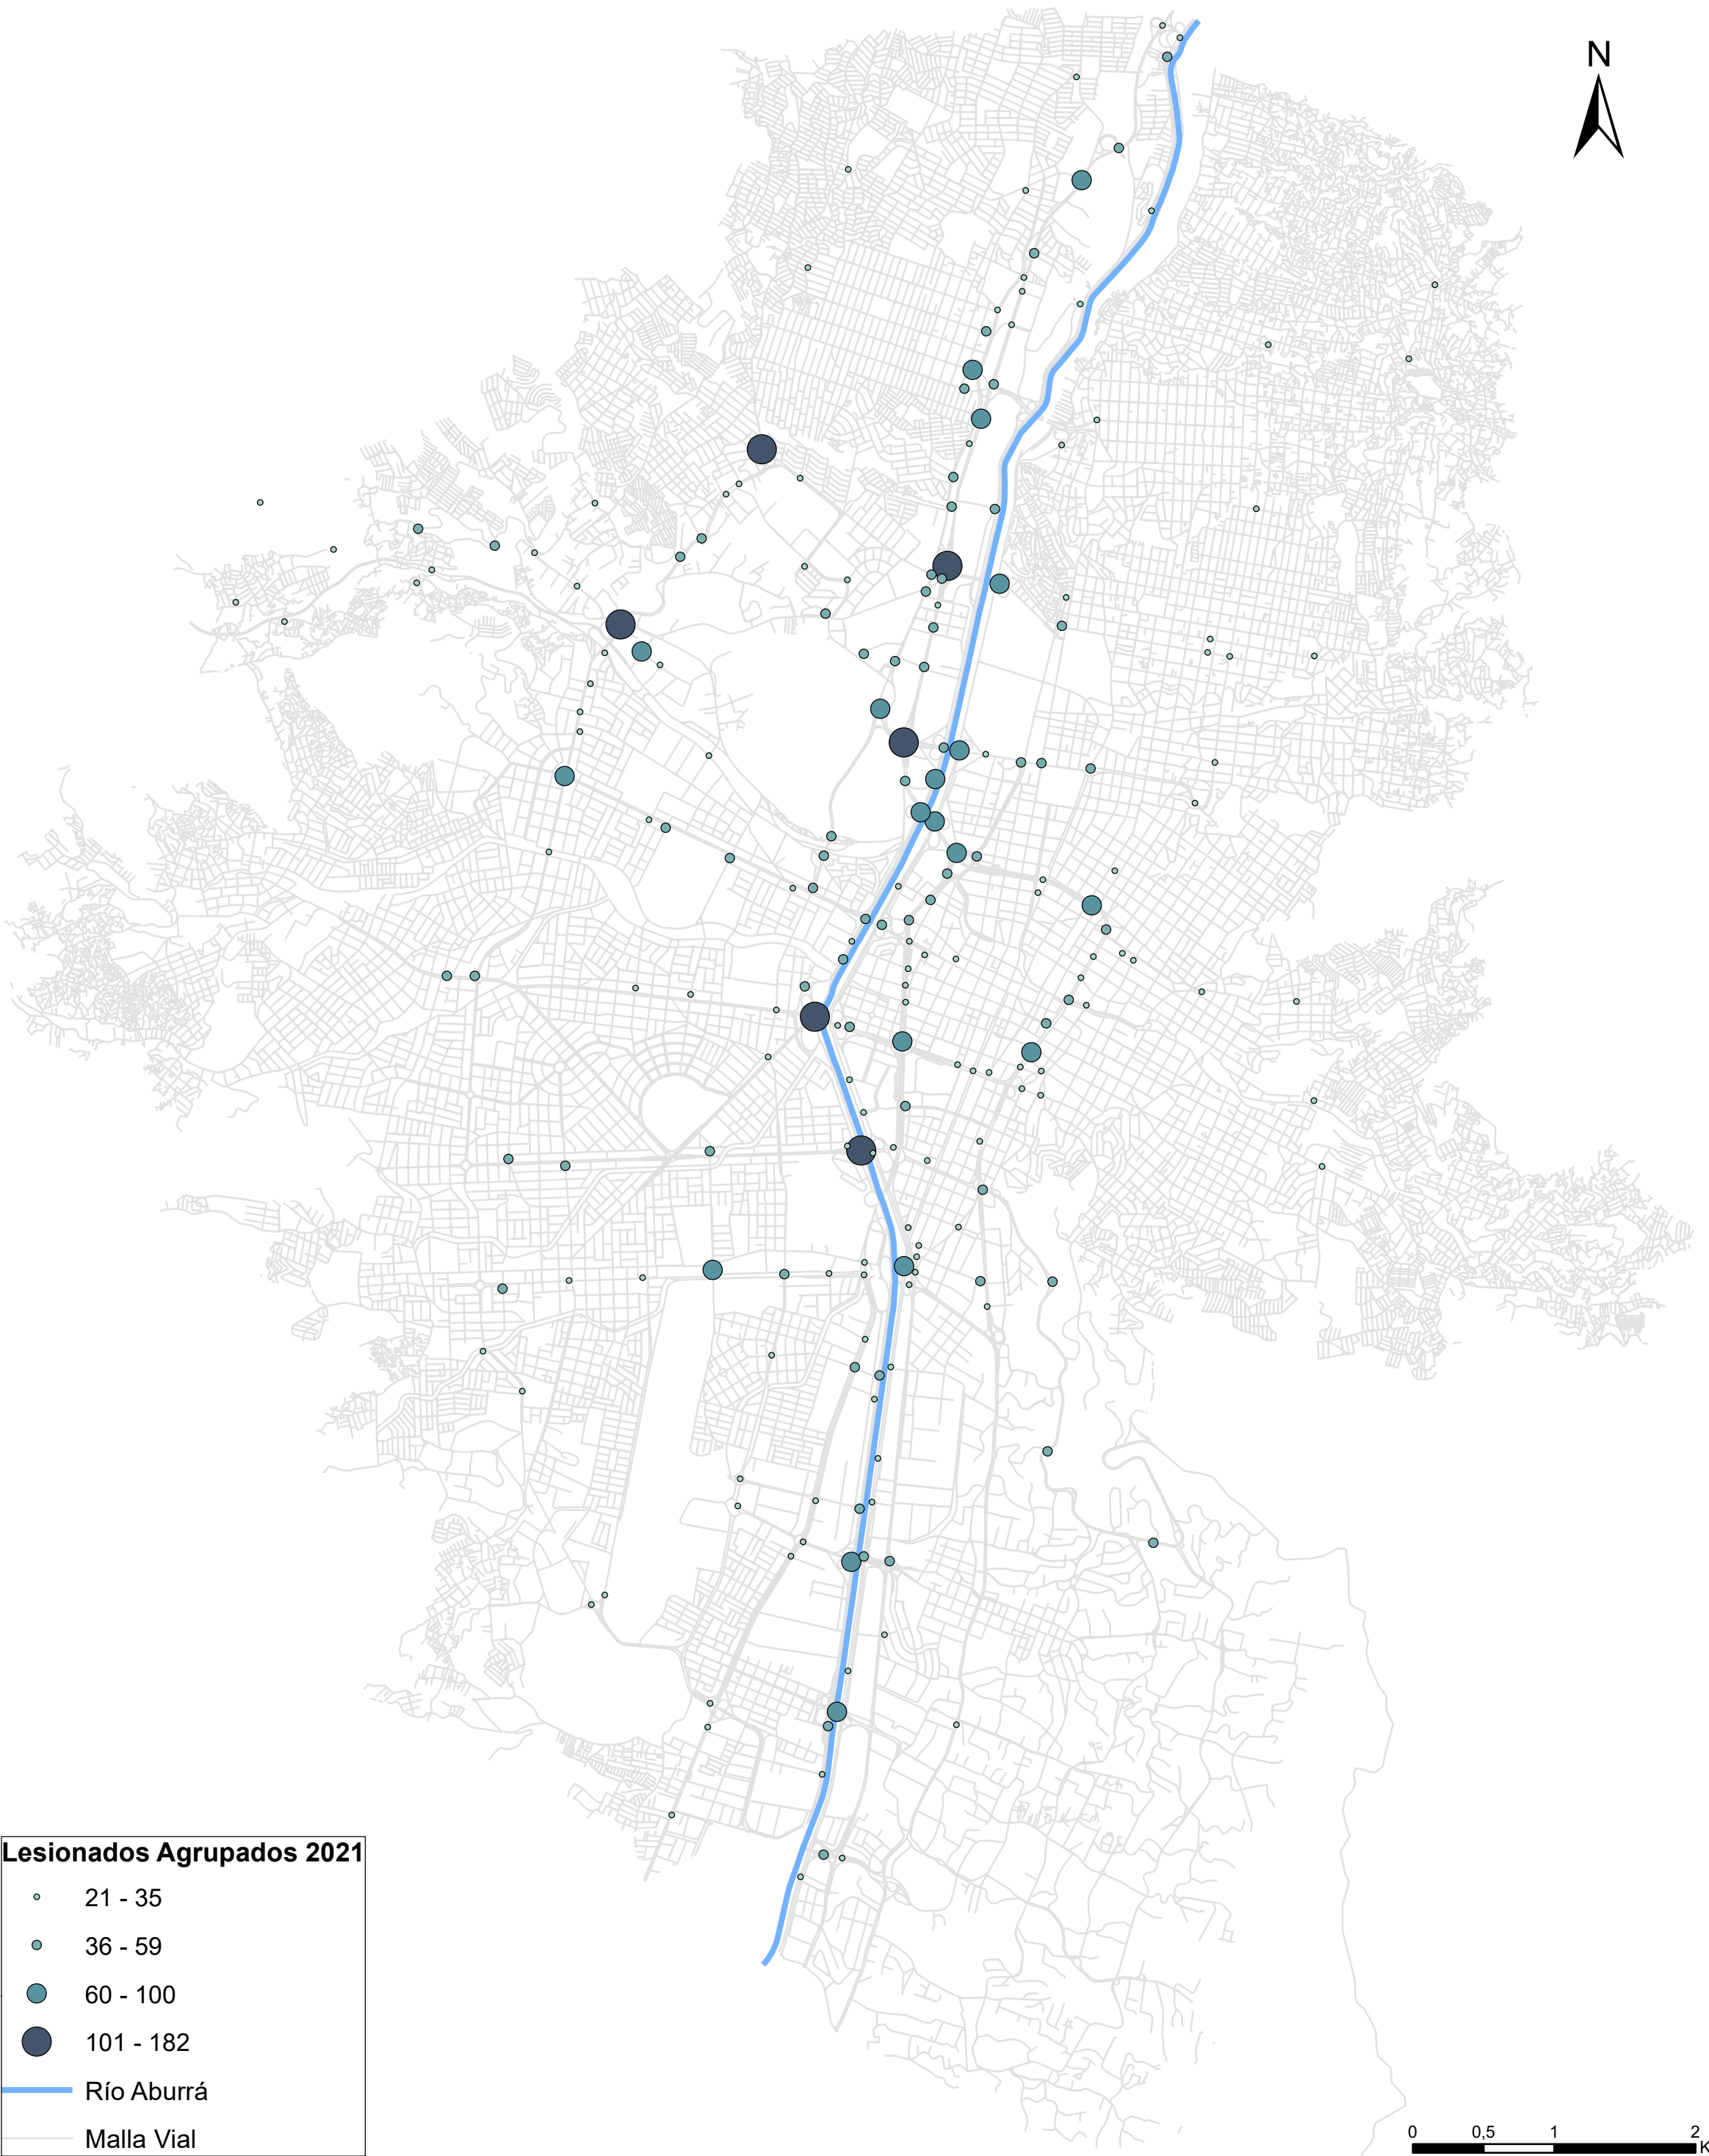 N
Lesionados Agrupados 2021
21 - 35
36 - 59
60 - 100
101 - 182
Río Aburrá
Malla Vial
0 0,5 1 2
K